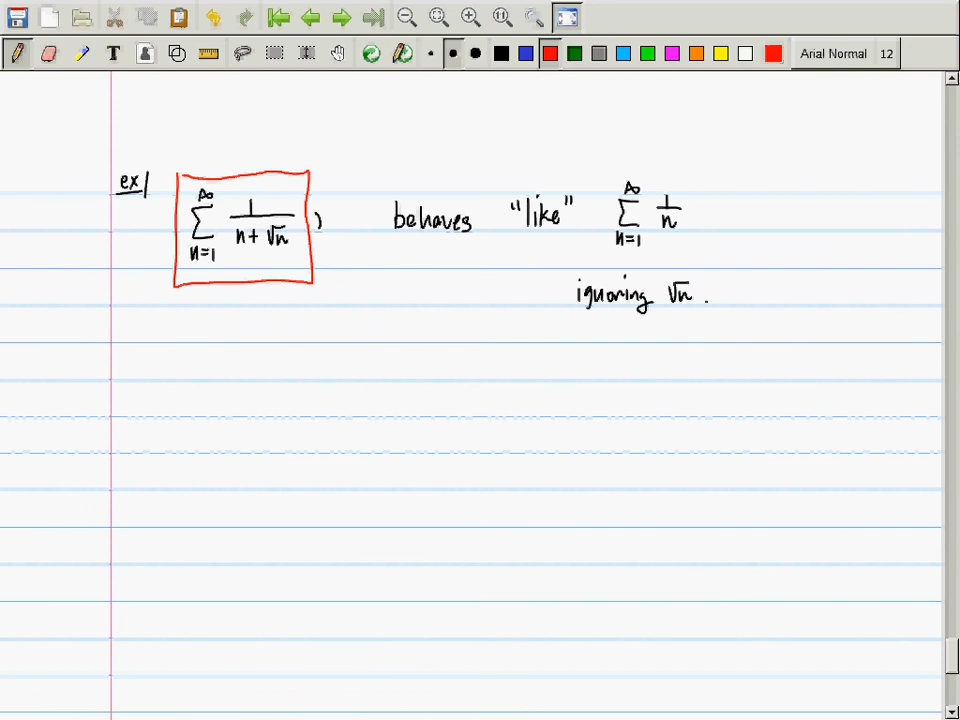 Arial Normal 12
ex/ ∑_{n=1}^{∞} 1/(n+√n), behaves "like" ∑_{n=1}^{∞} 1/n
ignoring √n.